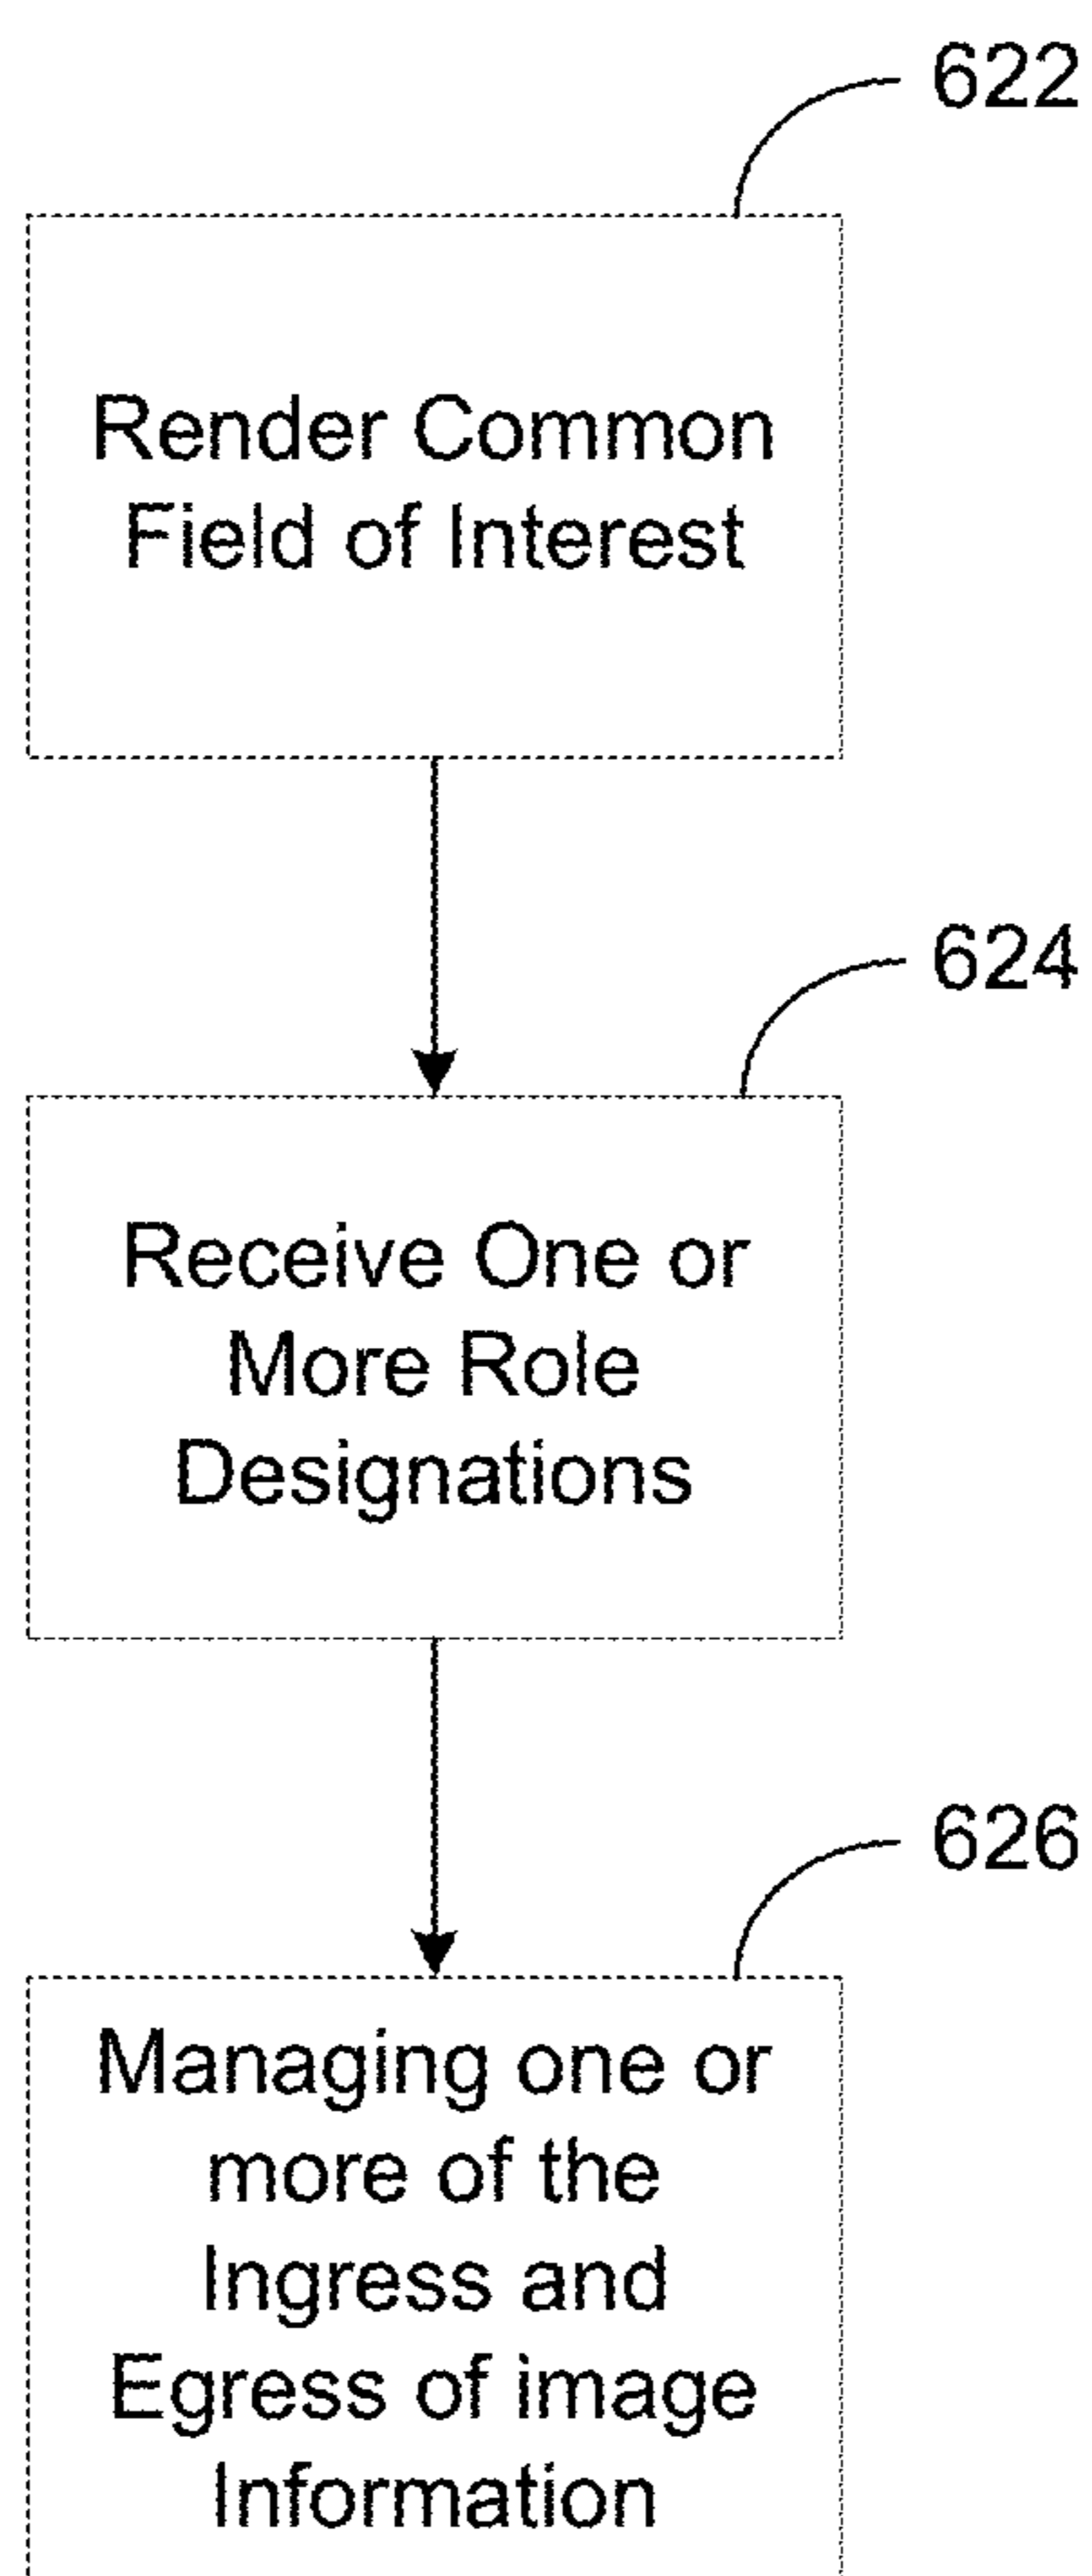 622
Render Common
Field of Interest
624
Receive One or
More Role
Designations
626
Managing one or
more of the
Ingress and
Egress of image
Information